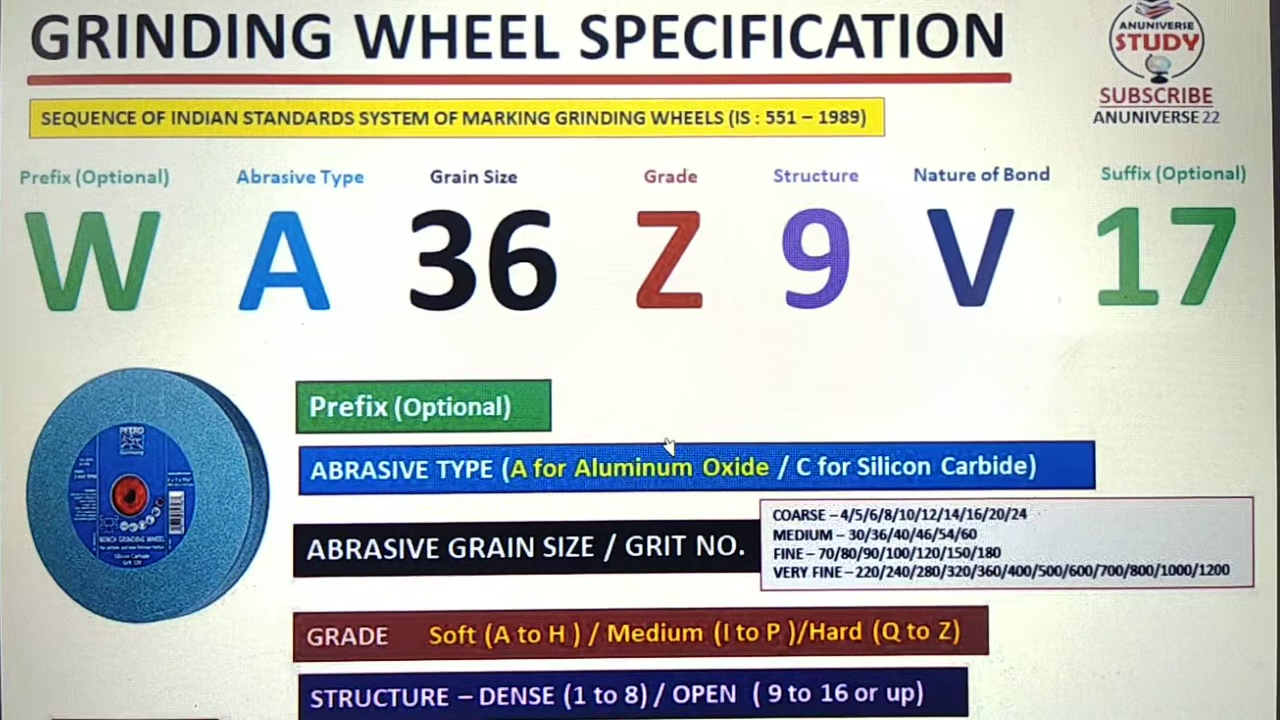 GRINDING WHEEL SPECIFICATION
ANUNIVERSE
STUDY
SUBSCRIBE
ANUNIVERSE 22
SEQUENCE OF INDIAN STANDARDS SYSTEM OF MARKING GRINDING WHEELS (IS : 551 – 1989)
Prefix (Optional) Abrasive Type Grain Size Grade Structure Nature of Bond Suffix (Optional)
W A 36 Z 9 V 17
Prefix (Optional)
ABRASIVE TYPE (A for Aluminum Oxide / C for Silicon Carbide)
ABRASIVE GRAIN SIZE / GRIT NO.
COARSE – 4/5/6/8/10/12/14/16/20/24
MEDIUM – 30/36/40/46/54/60
FINE – 70/80/90/100/120/150/180
VERY FINE – 220/240/280/320/360/400/500/600/700/800/1000/1200
GRADE Soft (A to H ) / Medium (I to P )/Hard (Q to Z)
STRUCTURE – DENSE (1 to 8) / OPEN ( 9 to 16 or up)
PFERD
BENCH GRINDING WHEEL